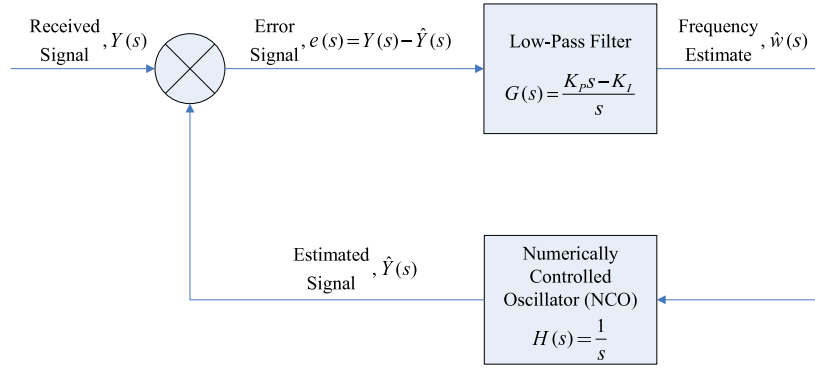 Received Signal , Y(s)
Error Signal , e(s) = Y(s) − Ŷ(s)
Low-Pass Filter
G(s) = (K_P s − K_I) / s
Frequency Estimate , ŵ(s)
Estimated Signal , Ŷ(s)
Numerically
Controlled
Oscillator (NCO)
H(s) = 1 / s